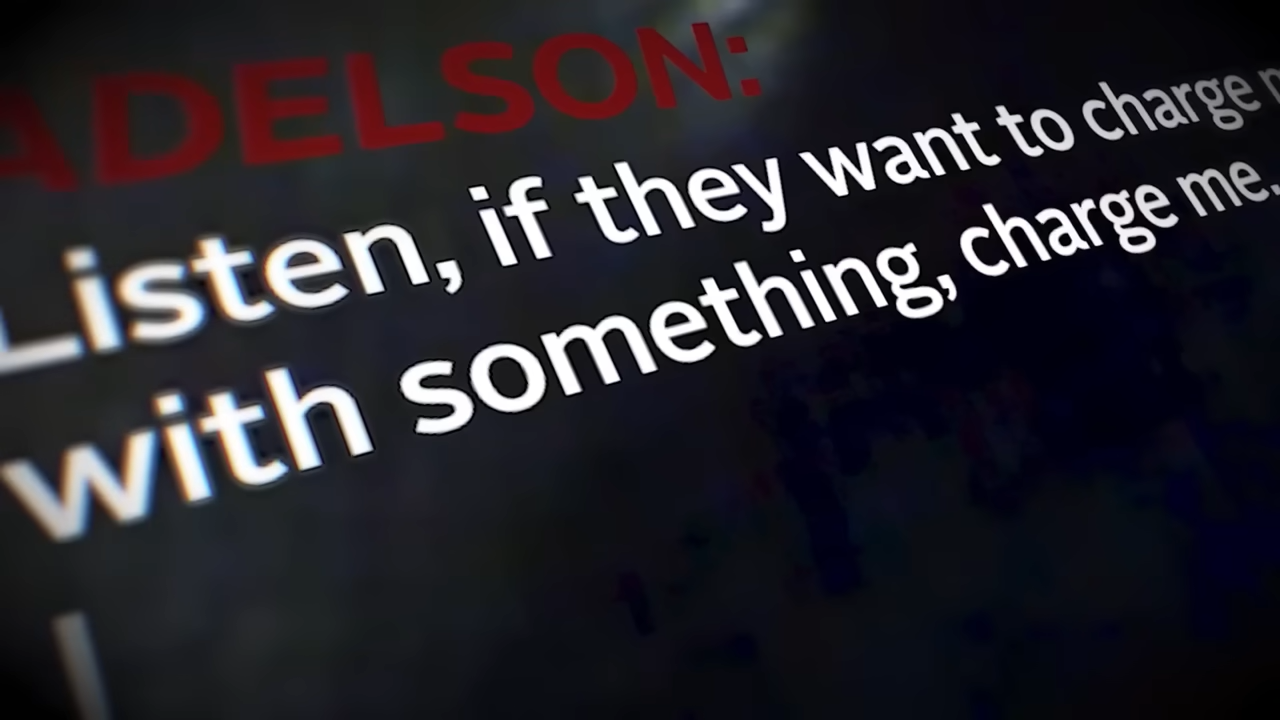 ADELSON:
Listen, if they want to charge
with something, charge me.